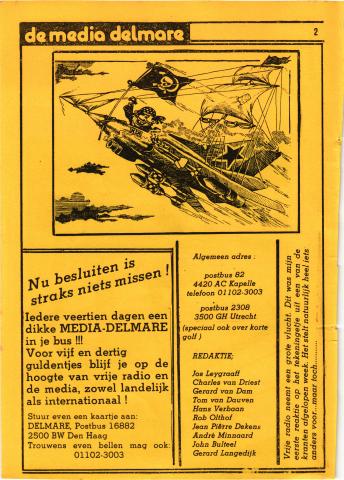 de media delmare
2
Nu besluiten is
straks niets missen !
Iedere veertien dagen een
dikke MEDIA-DELMARE
in je bus !!!
Voor vijf en dertig
guldentjes blijf je op de
hoogte van vrije radio en
de media, zowel landelijk
als internationaal !
Stuur even een kaartje aan:
DELMARE, Postbus 16882
2500 BW Den Haag
Trouwens even bellen mag ook:
01102-3003
Algemeen adres :
postbus 82
4420 AC Kapelle
telefoon 01102-3003
postbus 2308
3500 GH Utrecht
(speciaal ook over korte
golf )
REDAKTIE;
Jos Leygraaff
Charles van Driest
Gerard van Dam
Tom van Dauven
Hans Verbaan
Rob Olthof
Jean Piêrre Dekens
André Minnaard
John Bulteel
Gerard Langedijk
Vrije radio neemt een grote vlucht. Dit was mijn
eerste reaktie op het tekeningetje uit een van de
kranten afgelopen week. Het stelt natuurlijk heel iets
anders voor...maar toch..........